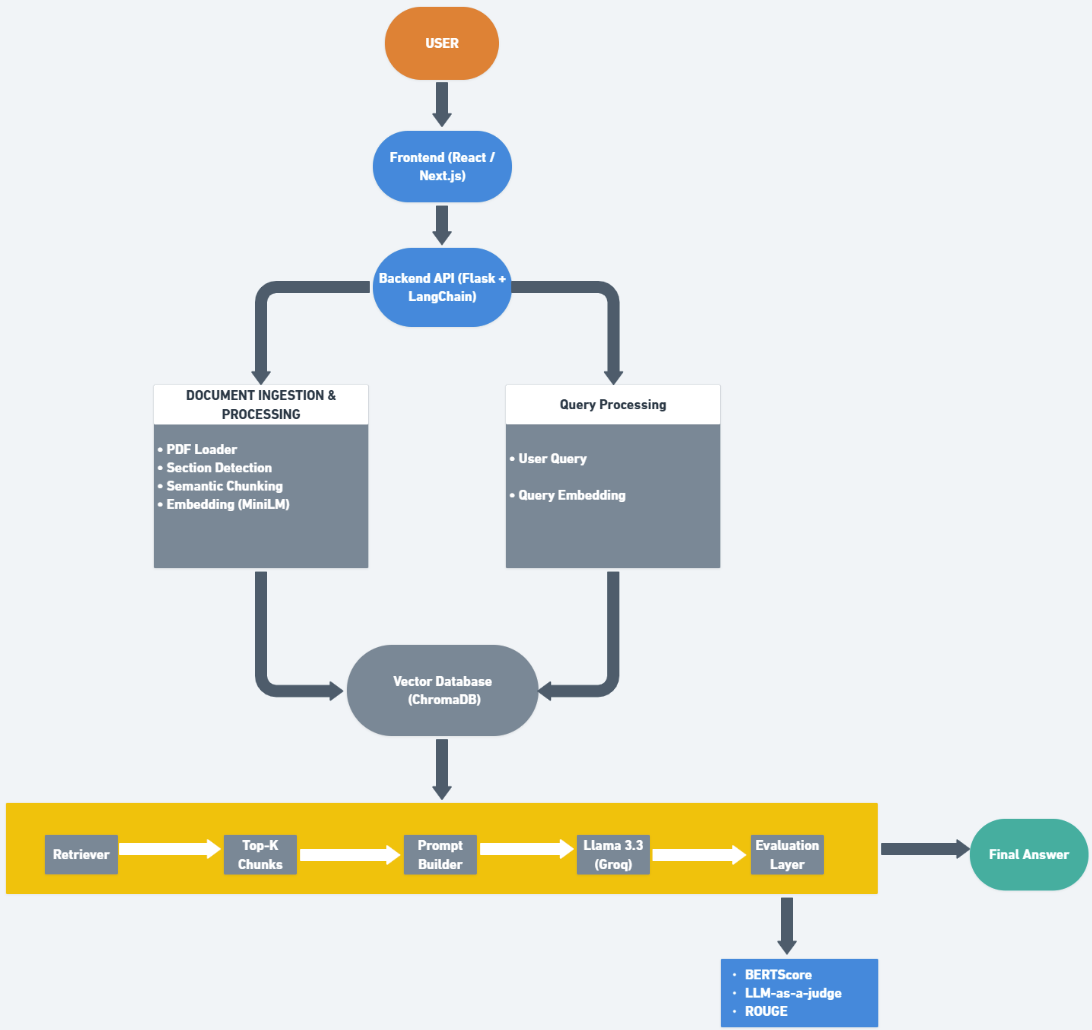 USER
Frontend (React /
Next.js)
Backend API (Flask +
LangChain)
DOCUMENT INGESTION &
PROCESSING
• PDF Loader
• Section Detection
• Semantic Chunking
• Embedding (MiniLM)
Query Processing
• User Query
• Query Embedding
Vector Database
(ChromaDB)
Retriever
Top-K
Chunks
Prompt
Builder
Llama 3.3
(Groq)
Evaluation
Layer
Final Answer
• BERTScore
• LLM-as-a-judge
• ROUGE